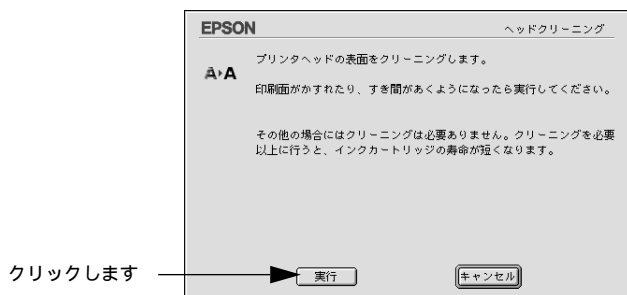 EPSON ヘッドクリーニング
A▸A
プリンタヘッドの表面をクリーニングします。
印刷面がかすれたり、すき間があくようになったら実行してください。
その他の場合にはクリーニングは必要ありません。クリーニングを必要
以上に行うと、インクカートリッジの寿命が短くなります。
クリックします
実行 キャンセル